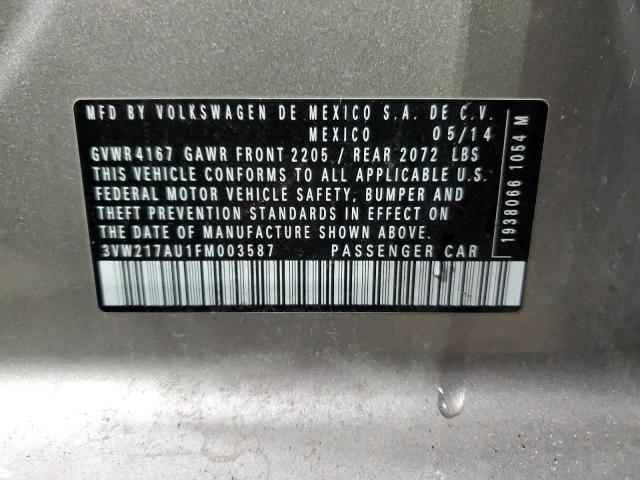 MFD BY VOLKSWAGEN DE MEXICO S.A. DE C.V.
MEXICO 05/14
GVWR 4167 GAWR FRONT 2205 / REAR 2072 LBS
THIS VEHICLE CONFORMS TO ALL APPLICABLE U.S.
FEDERAL MOTOR VEHICLE SAFETY, BUMPER AND
THEFT PREVENTION STANDARDS IN EFFECT ON
THE DATE OF MANUFACTURE SHOWN ABOVE.
3VW217AU1FM003587 PASSENGER CAR
1938066 1054 M